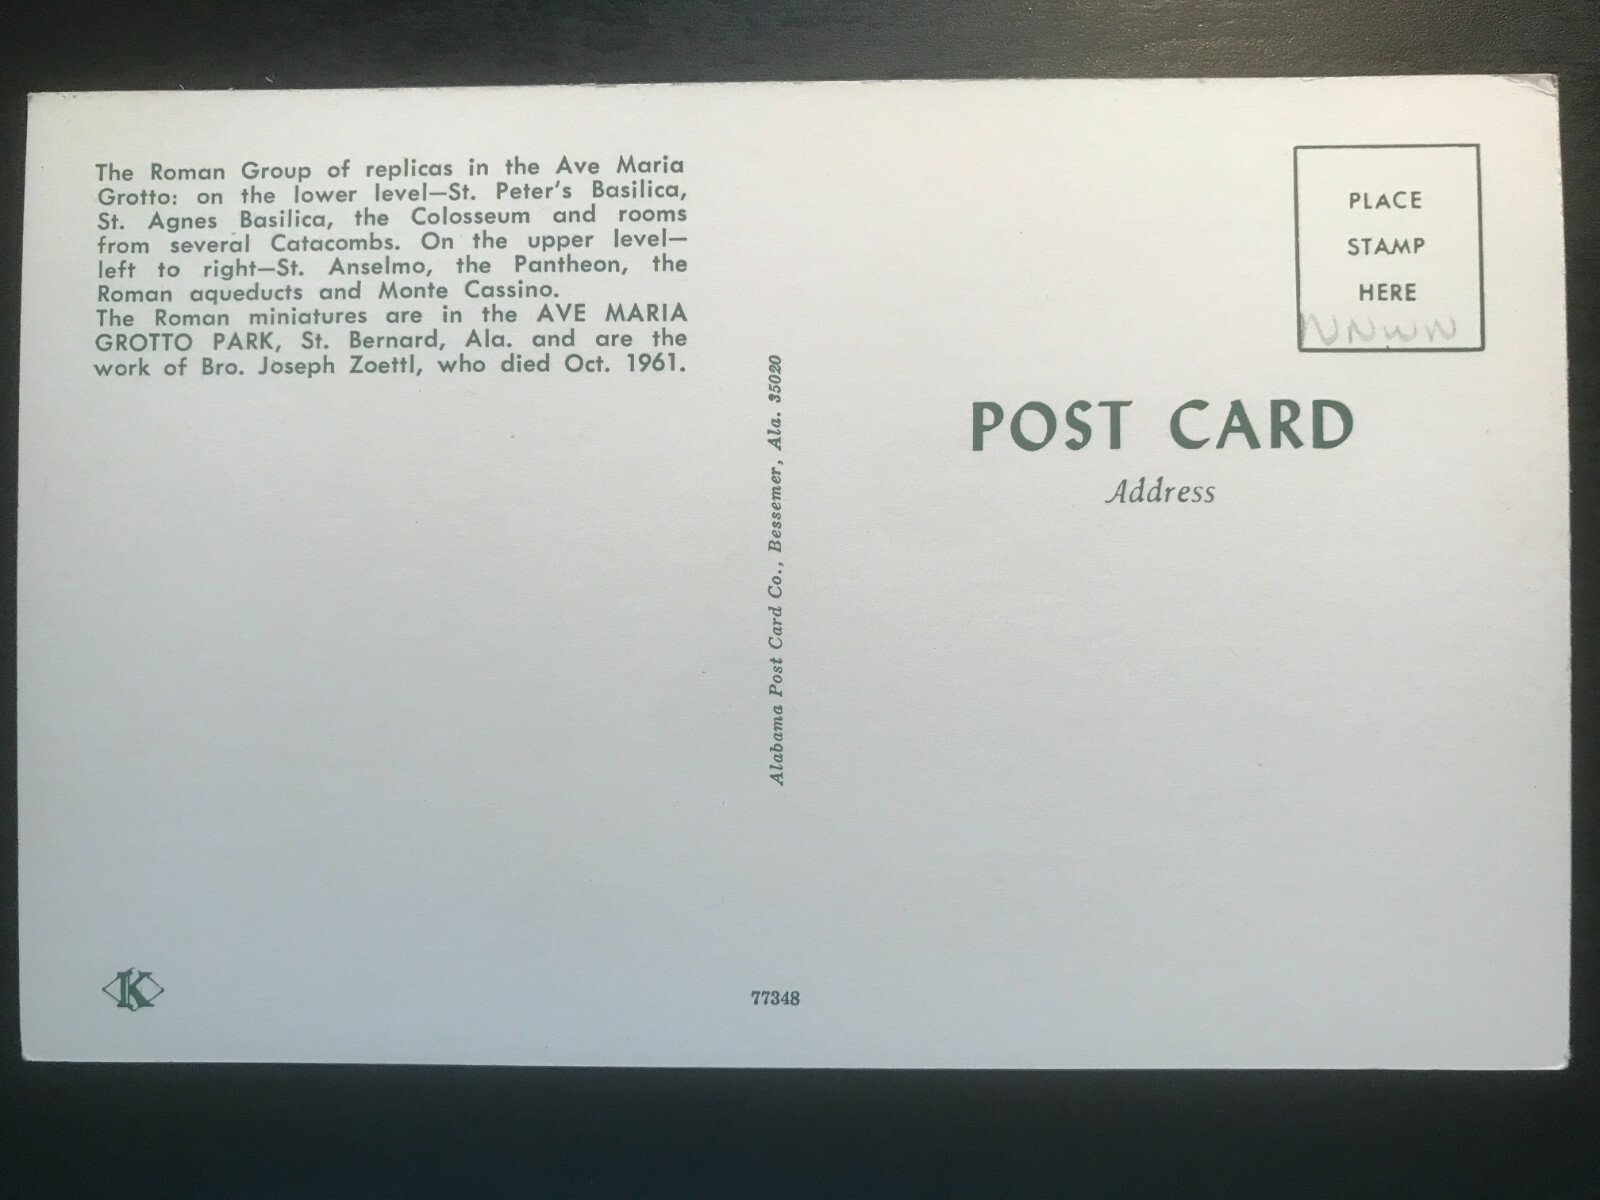 The Roman Group of replicas in the Ave Maria
Grotto: on the lower level—St. Peter's Basilica,
St. Agnes Basilica, the Colosseum and rooms
from several Catacombs. On the upper level—
left to right—St. Anselmo, the Pantheon, the
Roman aqueducts and Monte Cassino.
The Roman miniatures are in the AVE MARIA
GROTTO PARK, St. Bernard, Ala. and are the
work of Bro. Joseph Zoettl, who died Oct. 1961.
K
Alabama Post Card Co., Bessemer, Ala. 35020
77348
PLACE
STAMP
HERE
POST CARD
Address